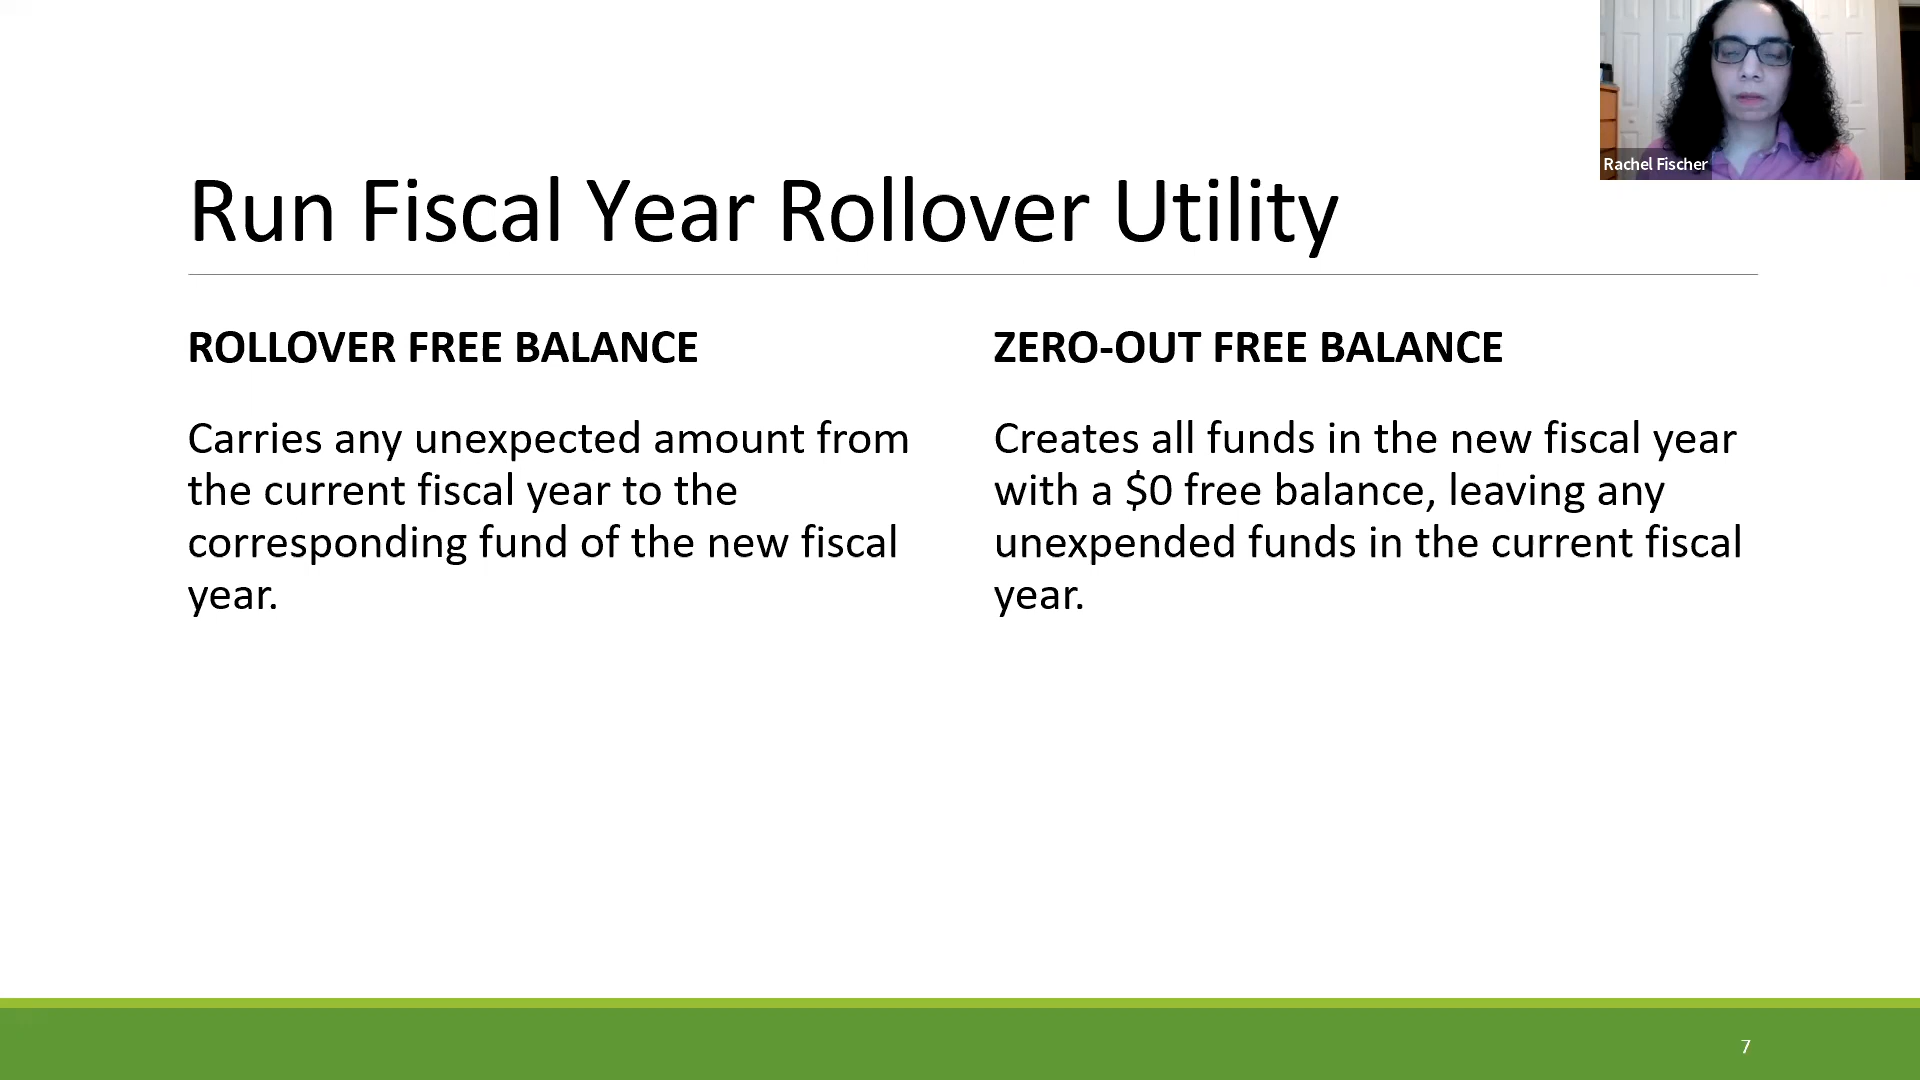 Rachel Fischer
Run Fiscal Year Rollover Utility
ROLLOVER FREE BALANCE
Carries any unexpected amount from
the current fiscal year to the
corresponding fund of the new fiscal
year.
ZERO-OUT FREE BALANCE
Creates all funds in the new fiscal year
with a $0 free balance, leaving any
unexpended funds in the current fiscal
year.
7